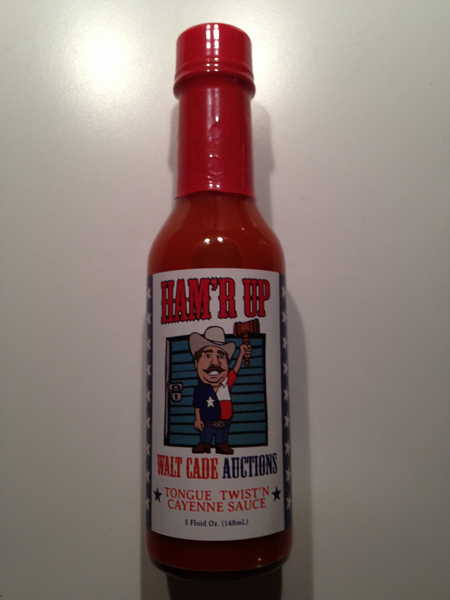 HAM'R UP
WALT CADE AUCTIONS
TONGUE TWIST'N
CAYENNE SAUCE
5 Fluid Oz. (148mL)